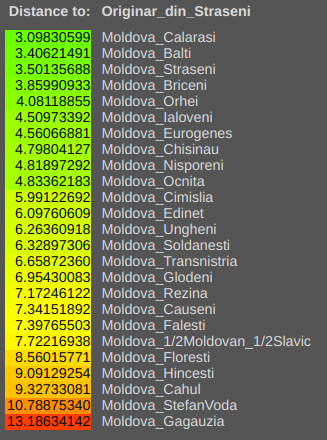 Distance to: Originar_din_Straseni
3.09830599 Moldova_Calarasi
3.40621491 Moldova_Balti
3.50135688 Moldova_Straseni
3.85990933 Moldova_Briceni
4.08118855 Moldova_Orhei
4.50973392 Moldova_Ialoveni
4.56066881 Moldova_Eurogenes
4.79804127 Moldova_Chisinau
4.81897292 Moldova_Nisporeni
4.83362183 Moldova_Ocnita
5.99122692 Moldova_Cimislia
6.09760609 Moldova_Edinet
6.26360918 Moldova_Ungheni
6.32897306 Moldova_Soldanesti
6.65872360 Moldova_Transnistria
6.95430083 Moldova_Glodeni
7.17246122 Moldova_Rezina
7.34151892 Moldova_Causeni
7.39765503 Moldova_Falesti
7.72216938 Moldova_1/2Moldovan_1/2Slavic
8.56015771 Moldova_Floresti
9.09129254 Moldova_Hincesti
9.32733081 Moldova_Cahul
10.78875340 Moldova_StefanVoda
13.18634142 Moldova_Gagauzia